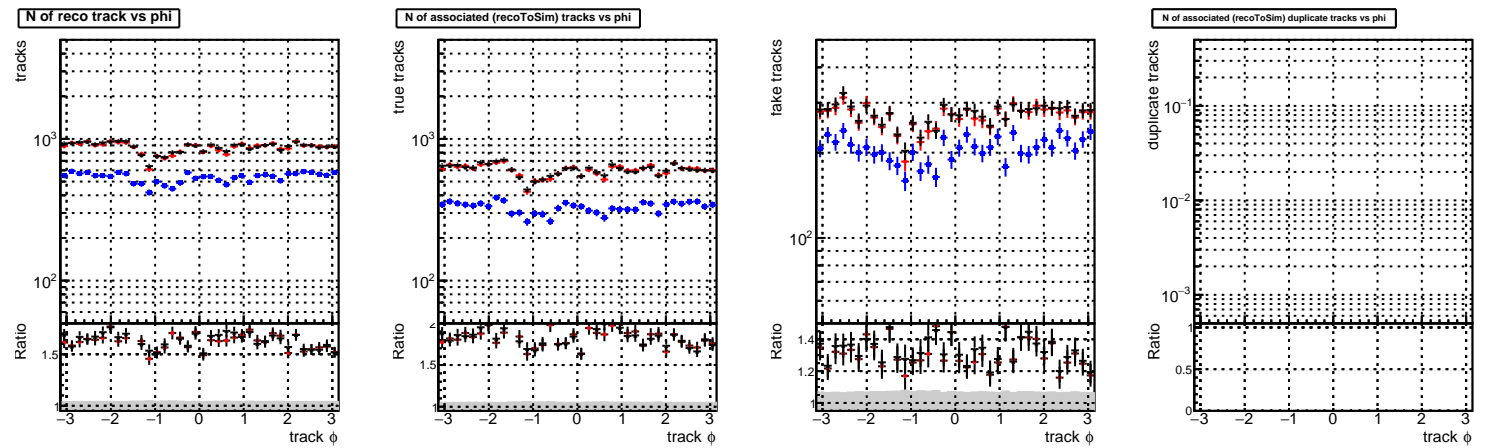 N of reco track vs phi
tracks
10³
10²
Ratio
1.5
1
−3 −2 −1 0 1 2 3
track ϕ
N of associated (recoToSim) tracks vs phi
true tracks
10³
10²
Ratio
2
1.5
1
−3 −2 −1 0 1 2 3
track ϕ
fake tracks
10²
Ratio
1.4
1.2
1
−3 −2 −1 0 1 2 3
track ϕ
N of associated (recoToSim) duplicate tracks vs phi
duplicate tracks
10⁻¹
10⁻²
10⁻³
Ratio
1
0.5
0
−3 −2 −1 0 1 2 3
track ϕ